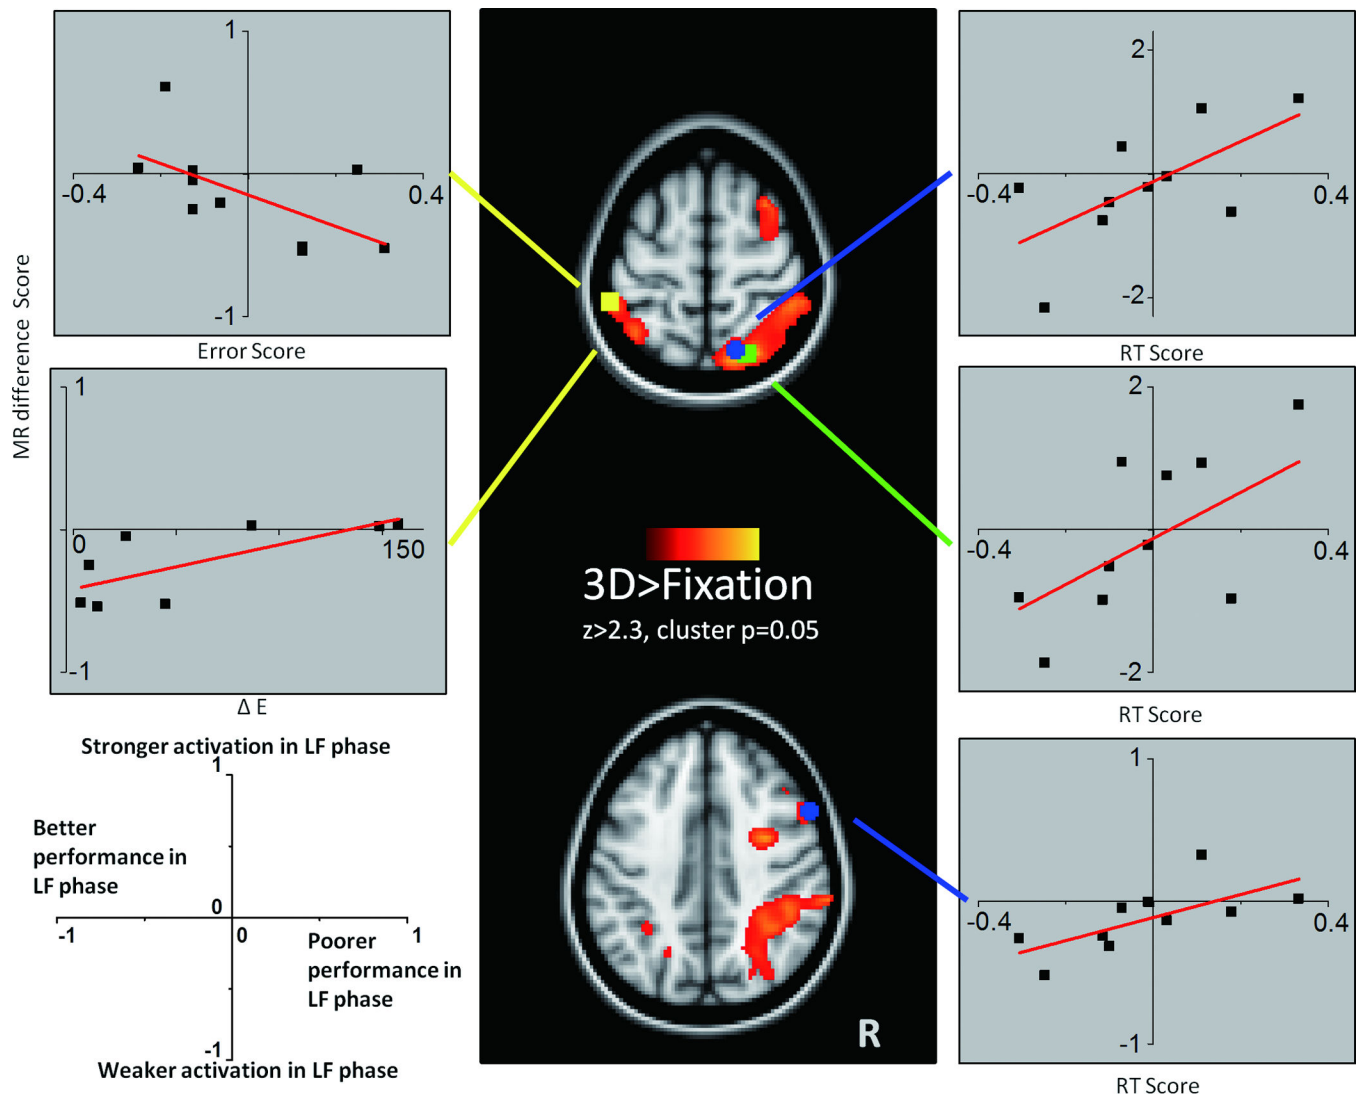 MR difference Score
1
-0.4
0.4
-1
Error Score
1
0
150
-1
Δ E
Stronger activation in LF phase
1
Better
performance in
LF phase
0
-1
0
1
Poorer
performance in
LF phase
-1
Weaker activation in LF phase
3D>Fixation
z>2.3, cluster p=0.05
R
2
-0.4
0.4
-2
RT Score
2
-0.4
0.4
-2
RT Score
1
-0.4
0.4
-1
RT Score